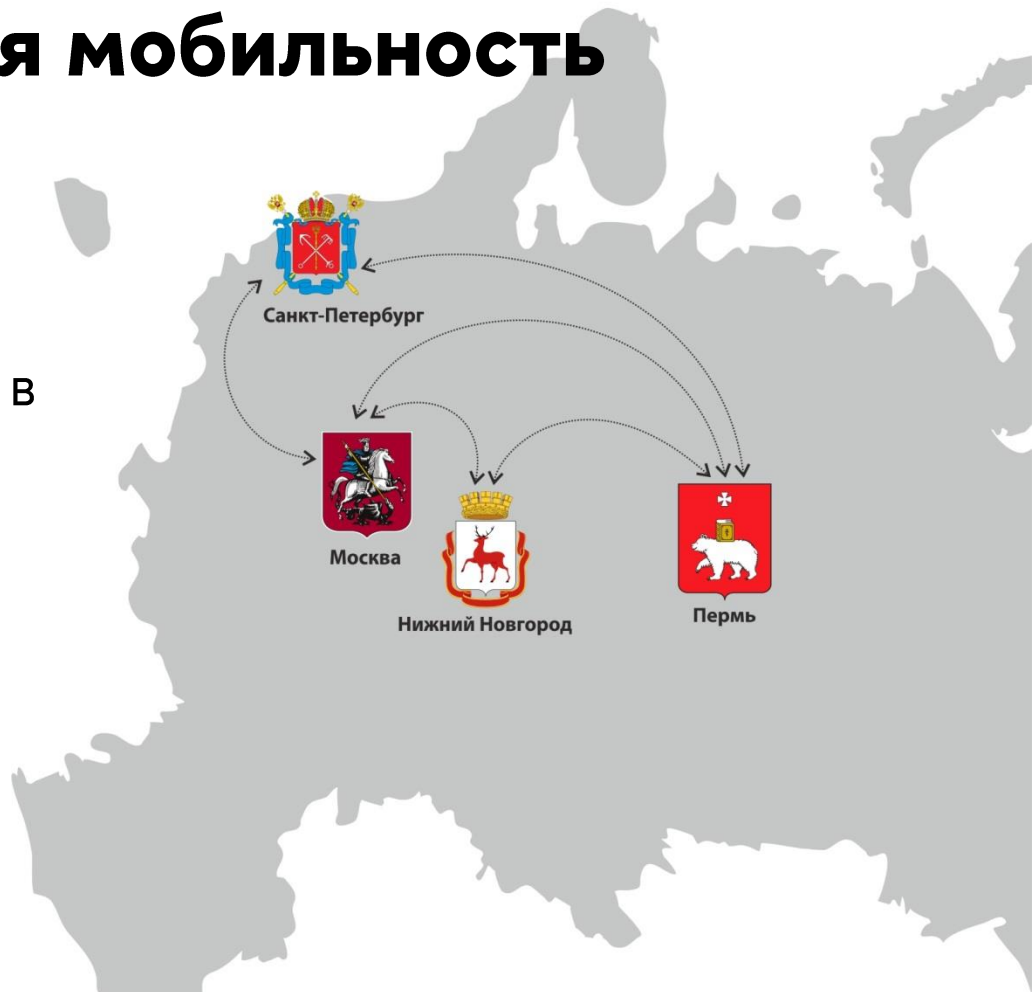 я мобильность
Санкт-Петербург
в
Москва
Нижний Новгород
Пермь